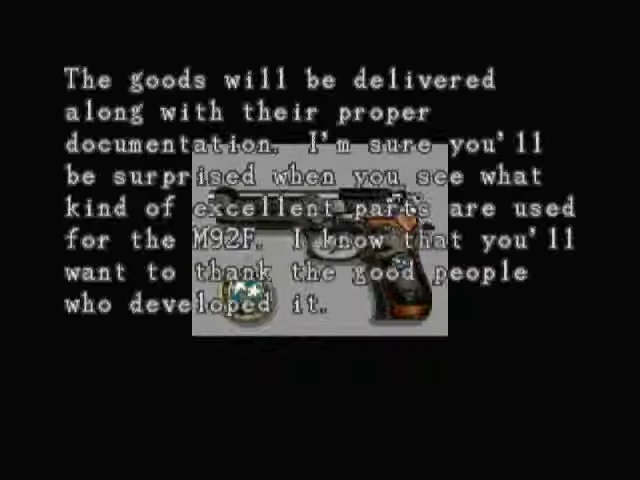 The goods will be delivered
along with their proper
documentation. I'm sure you'll
be surprised when you see what
kind of excellent parts are used
for the M92F. I know that you'll
want to thank the good people
who developed it.